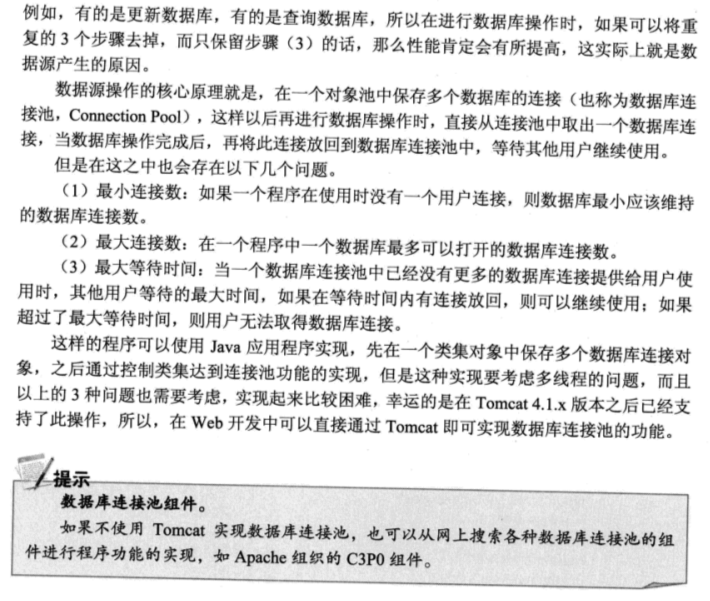 例如，有的是更新数据库，有的是查询数据库，所以在进行数据库操作时，如果可以将重
复的 3 个步骤去掉，而只保留步骤（3）的话，那么性能肯定会有所提高，这实际上就是数
据源产生的原因。
数据源操作的核心原理就是，在一个对象池中保存多个数据库的连接（也称为数据库连
接池，Connection Pool），这样以后再进行数据库操作时，直接从连接池中取出一个数据库连
接，当数据库操作完成后，再将此连接放回到数据库连接池中，等待其他用户继续使用。
但是在这之中也会存在以下几个问题。
（1）最小连接数：如果一个程序在使用时没有一个用户连接，则数据库最小应该维持
的数据库连接数。
（2）最大连接数：在一个程序中一个数据库最多可以打开的数据库连接数。
（3）最大等待时间：当一个数据库连接池中已经没有更多的数据库连接提供给用户使
用时，其他用户等待的最大时间，如果在等待时间内有连接放回，则可以继续使用；如果
超过了最大等待时间，则用户无法取得数据库连接。
这样的程序可以使用 Java 应用程序实现，先在一个类集对象中保存多个数据库连接对
象，之后通过控制类集达到连接池功能的实现，但是这种实现要考虑多线程的问题，而且
以上的 3 种问题也需要考虑，实现起来比较困难，幸运的是在 Tomcat 4.1.x 版本之后已经支
持了此操作，所以，在 Web 开发中可以直接通过 Tomcat 即可实现数据库连接池的功能。
提示
数据库连接池组件。
如果不使用 Tomcat 实现数据库连接池，也可以从网上搜索各种数据库连接池的组
件进行程序功能的实现，如 Apache 组织的 C3P0 组件。